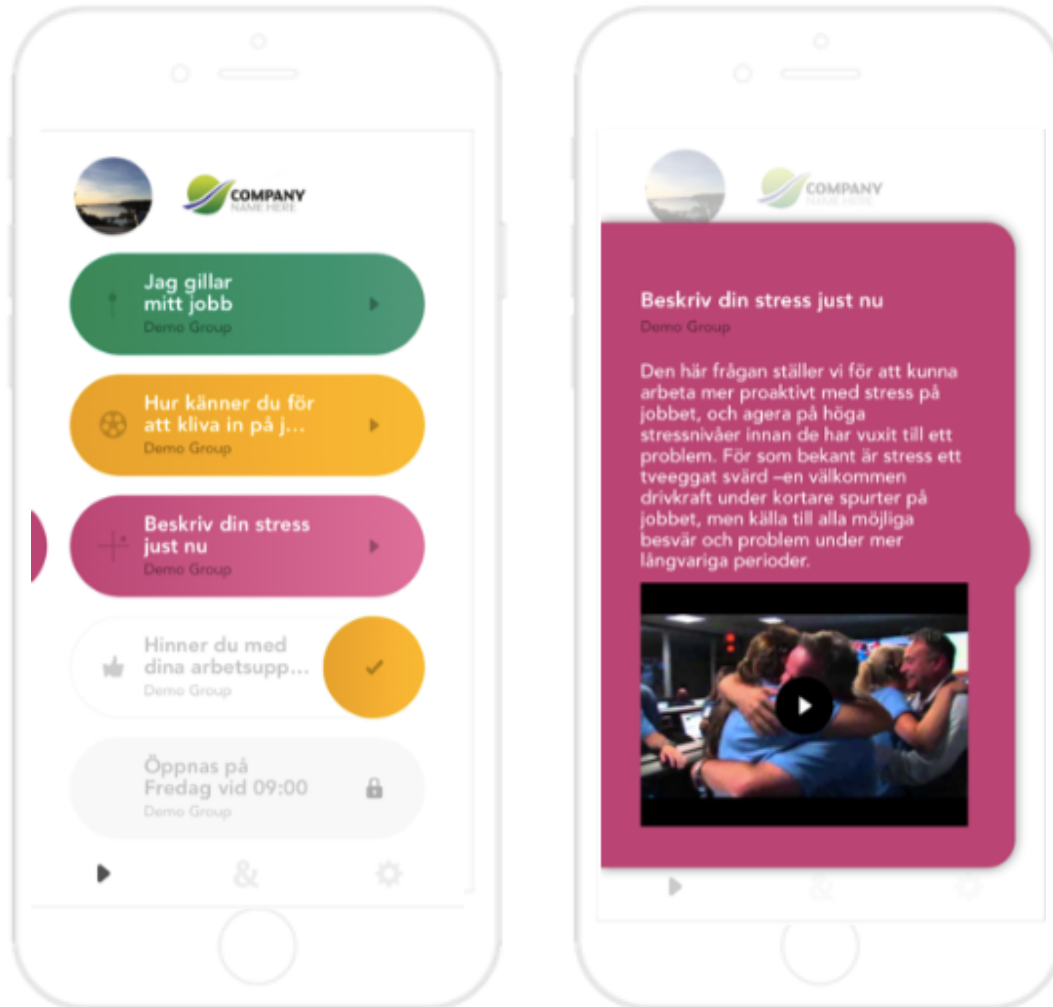 COMPANY
NAME HERE
Jag gillar
mitt jobb
Demo Group
Hur känner du för
att kliva in på j...
Demo Group
Beskriv din stress
just nu
Demo Group
Hinner du med
dina arbetsupp...
Demo Group
Öppnas på
Fredag vid 09:00
Demo Group
&
COMPANY
NAME HERE
Beskriv din stress just nu
Demo Group
Den här frågan ställer vi för att kunna
arbeta mer proaktivt med stress på
jobbet, och agera på höga
stressnivåer innan de har vuxit till ett
problem. För som bekant är stress ett
tveeggat svärd –en välkommen
drivkraft under kortare spurter på
jobbet, men källa till alla möjliga
besvär och problem under mer
långvariga perioder.
&